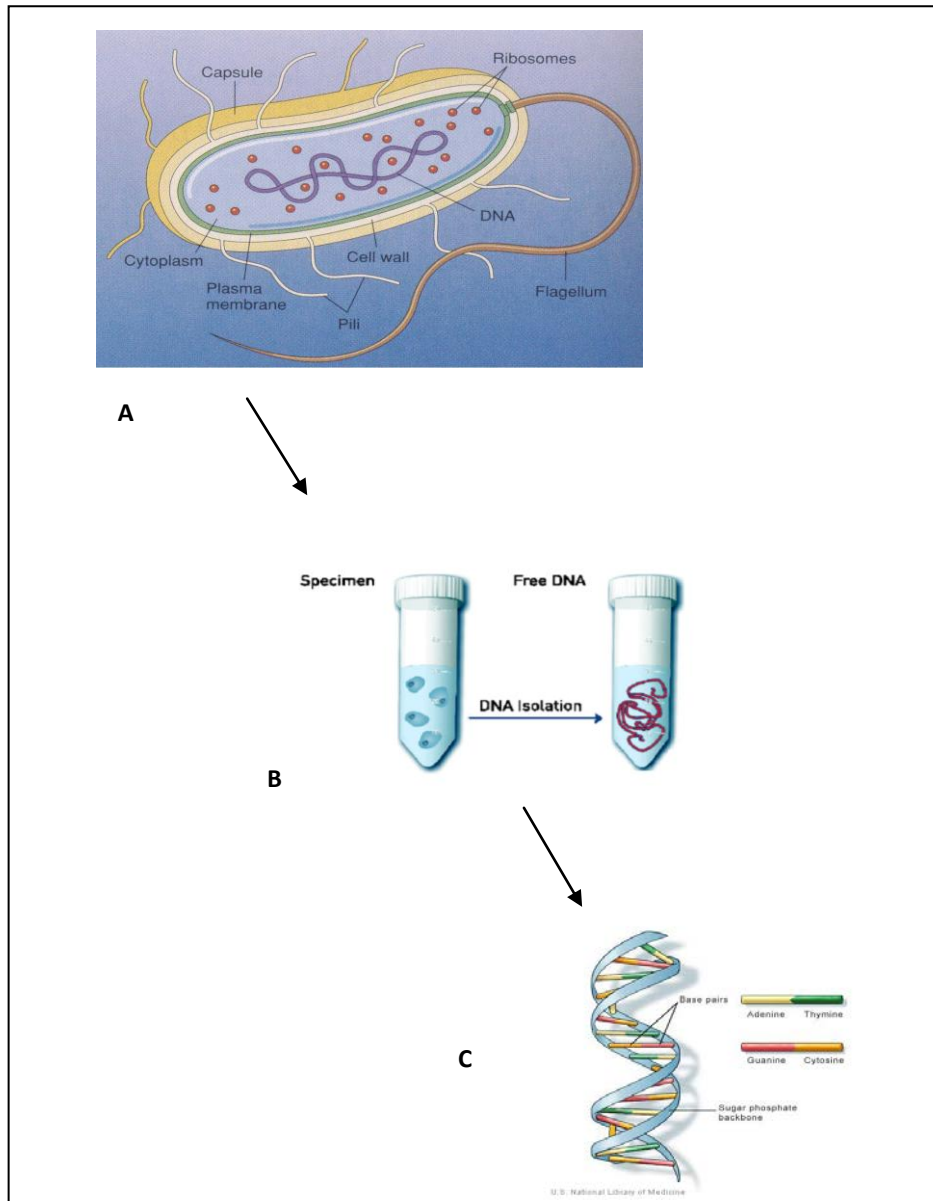 Capsule
Ribosomes
DNA
Cytoplasm
Cell wall
Plasma
membrane
Flagellum
Pili
A
Specimen
Free DNA
DNA Isolation
B
Base pairs
Adenine Thymine
Guanine Cytosine
C
Sugar phosphate
backbone
U.S. National Library of Medicine